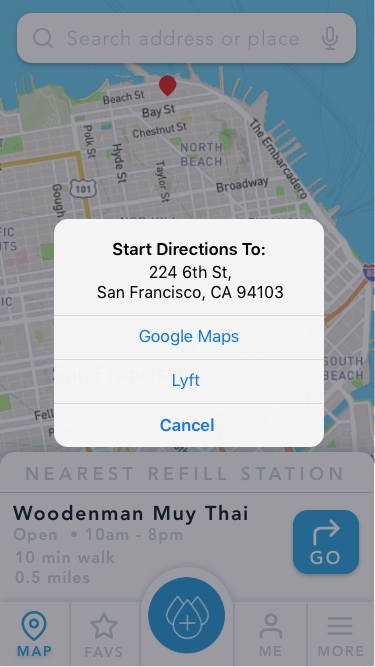 Search address or place
Beach St
Bay St
Chestnut St
Polk St
Hyde St
Taylor St
NORTH
BEACH
The Embarcadero
Broadway
101
Gough
Start Directions To:
224 6th St,
San Francisco, CA 94103
Google Maps
Lyft
Cancel
SOUTH
BEACH
San Francisco
Fell
NEAREST REFILL STATION
Woodenman Muy Thai
Open • 10am - 8pm
10 min walk
0.5 miles
GO
MAP
FAVS
ME
MORE